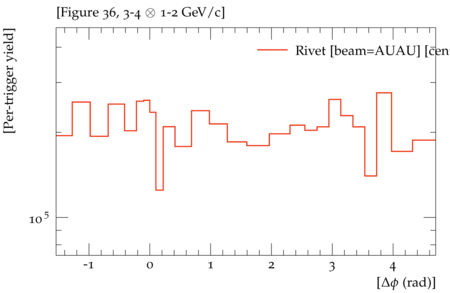 [Figure 36, 3-4 ⊗ 1-2 GeV/c]
[Per-trigger yield]
Rivet [beam=AUAU] [cen
10^5
-1 0 1 2 3 4
[Δϕ (rad)]